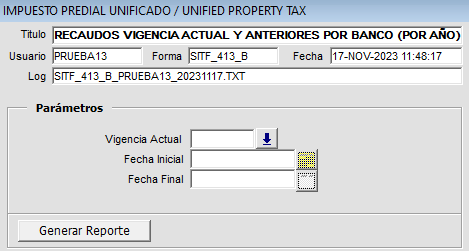 IMPUESTO PREDIAL UNIFICADO / UNIFIED PROPERTY TAX
Titulo RECAUDOS VIGENCIA ACTUAL Y ANTERIORES POR BANCO (POR AÑO)
Usuario PRUEBA13 Forma SITF_413_B Fecha 17-NOV-2023 11:48:17
Log SITF_413_B_PRUEBA13_20231117.TXT
Parámetros
Vigencia Actual
Fecha Inicial
Fecha Final
Generar Reporte